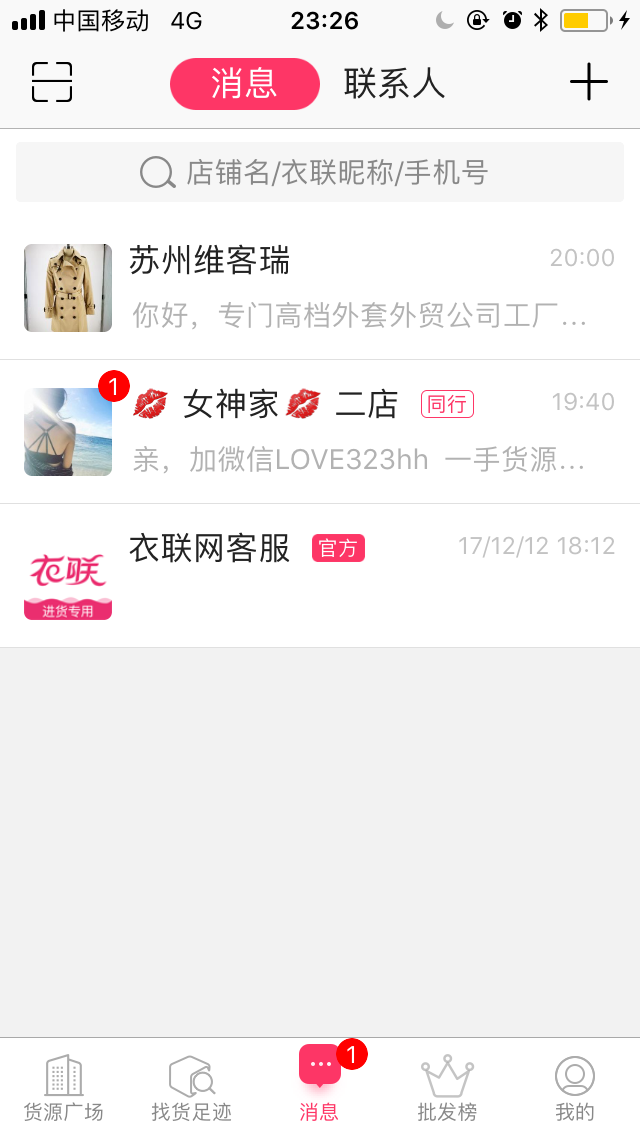 中国移动 4G 23:26
消息 联系人
店铺名/衣联昵称/手机号
苏州维客瑞 20:00
你好，专门高档外套外贸公司工厂...
1
💋 女神家💋 二店 同行 19:40
亲，加微信LOVE323hh 一手货源...
衣联网客服 官方 17/12/12 18:12
衣联
进货专用
1
货源广场 找货足迹 消息 批发榜 我的